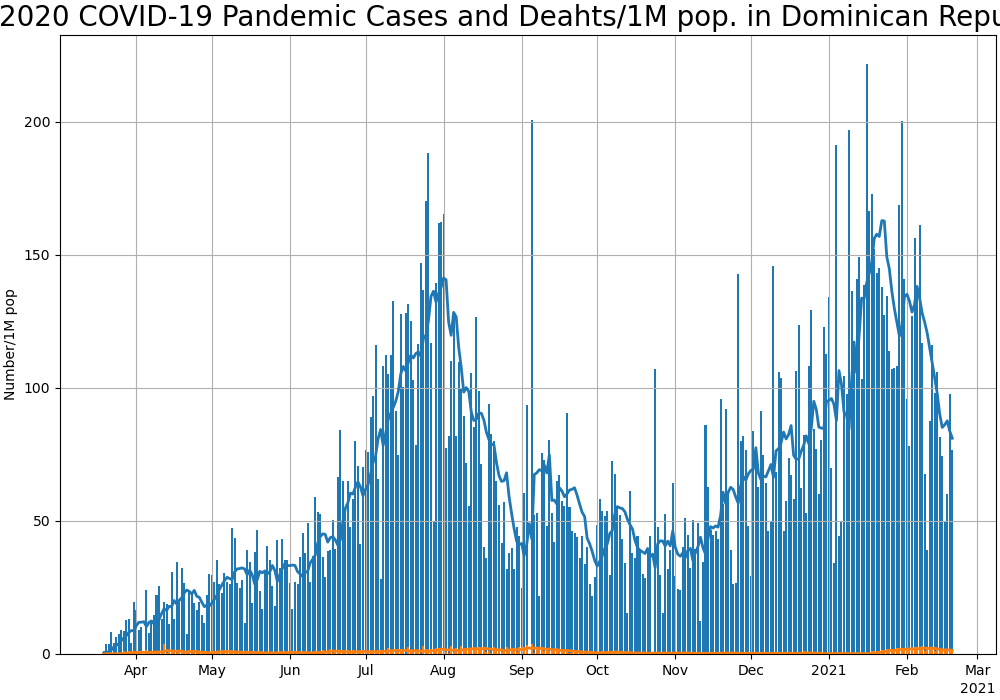 2020 COVID-19 Pandemic Cases and Deahts/1M pop. in Dominican Repu
Number/1M pop
200
150
100
50
0
Apr May Jun Jul Aug Sep Oct Nov Dec 2021 Feb Mar
2021